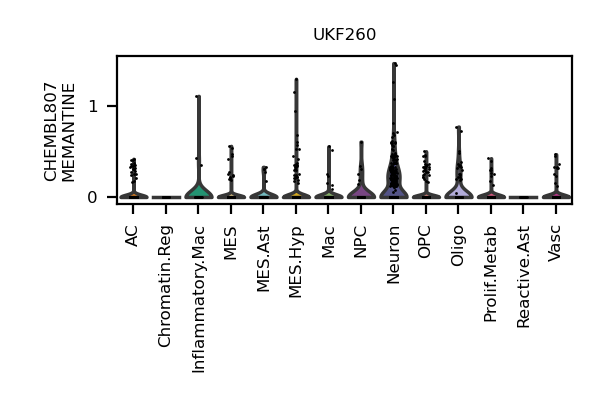 UKF260
CHEMBL807
MEMANTINE
1
0
AC
Chromatin.Reg
Inflammatory.Mac
MES
MES.Ast
MES.Hyp
Mac
NPC
Neuron
OPC
Oligo
Prolif.Metab
Reactive.Ast
Vasc